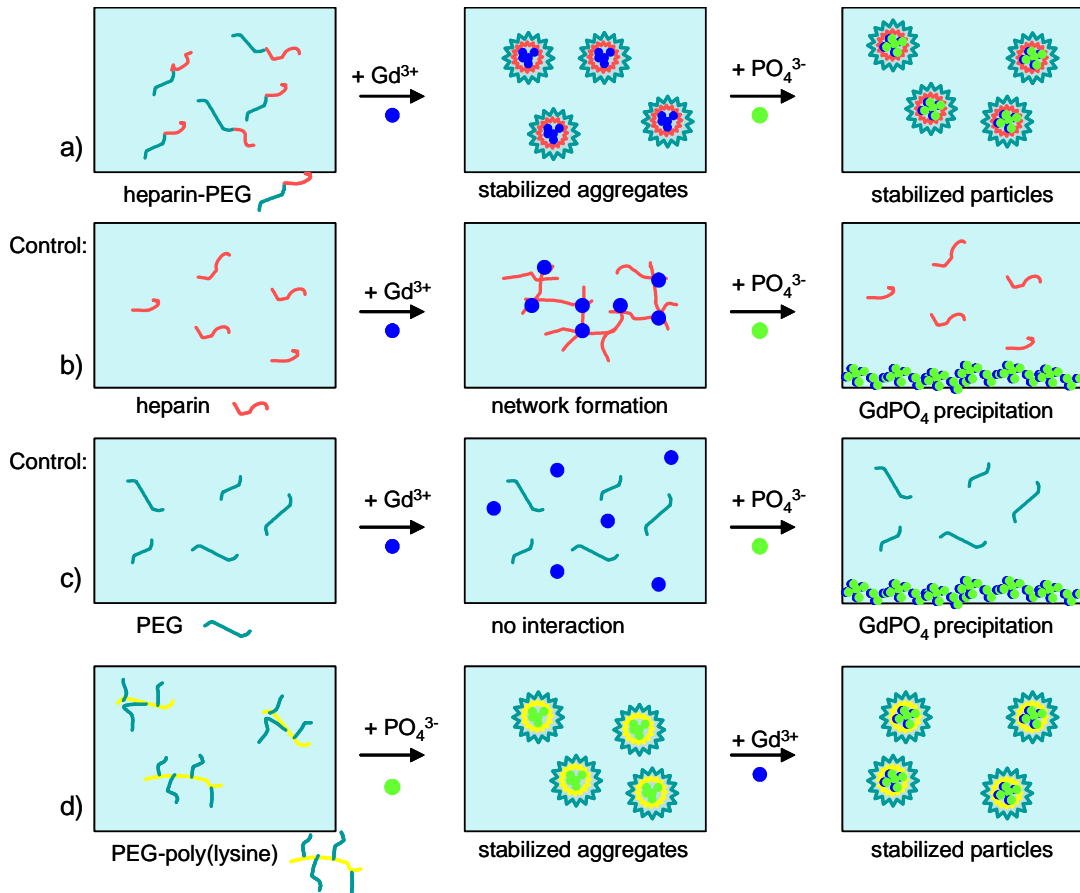 + Gd³⁺
+ PO₄³⁻
a)
heparin-PEG
stabilized aggregates
stabilized particles
Control:
+ Gd³⁺
+ PO₄³⁻
b)
heparin
network formation
GdPO₄ precipitation
Control:
+ Gd³⁺
+ PO₄³⁻
c)
PEG
no interaction
GdPO₄ precipitation
+ PO₄³⁻
+ Gd³⁺
d)
PEG-poly(lysine)
stabilized aggregates
stabilized particles